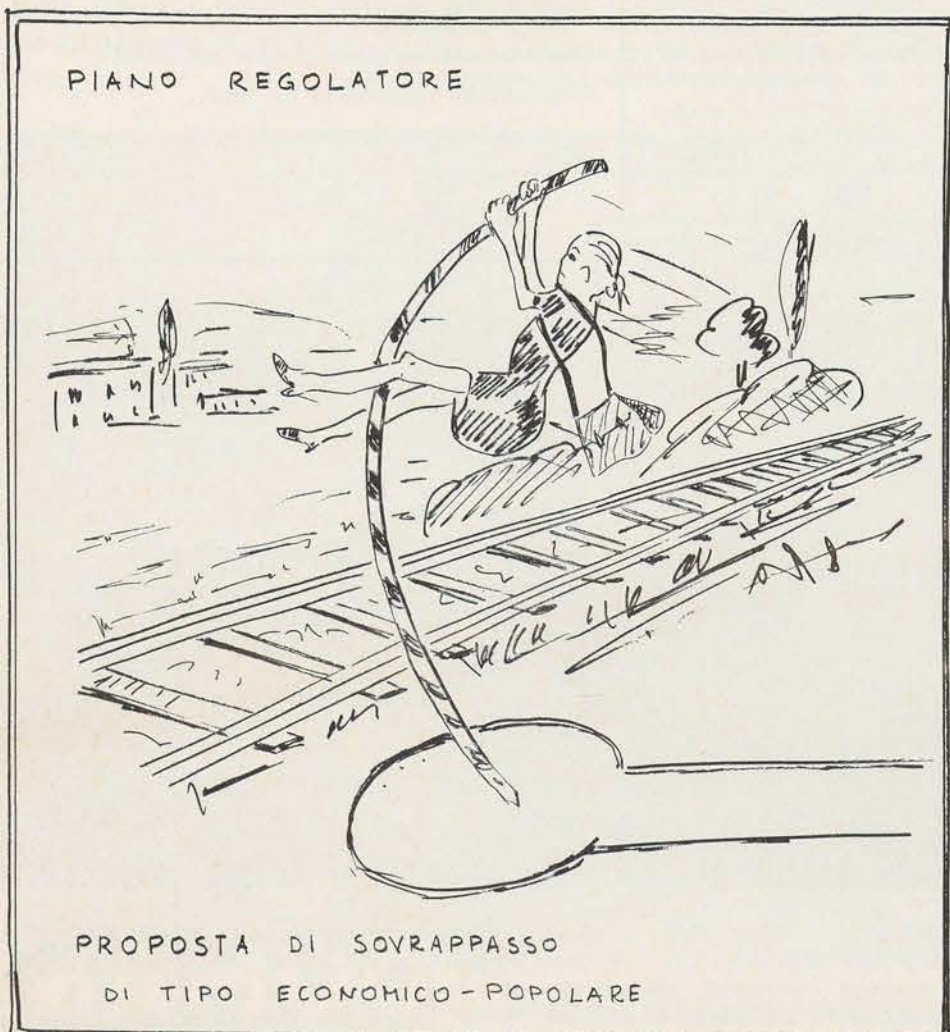 PIANO REGOLATORE
PROPOSTA DI SOVRAPPASSO
DI TIPO ECONOMICO-POPOLARE